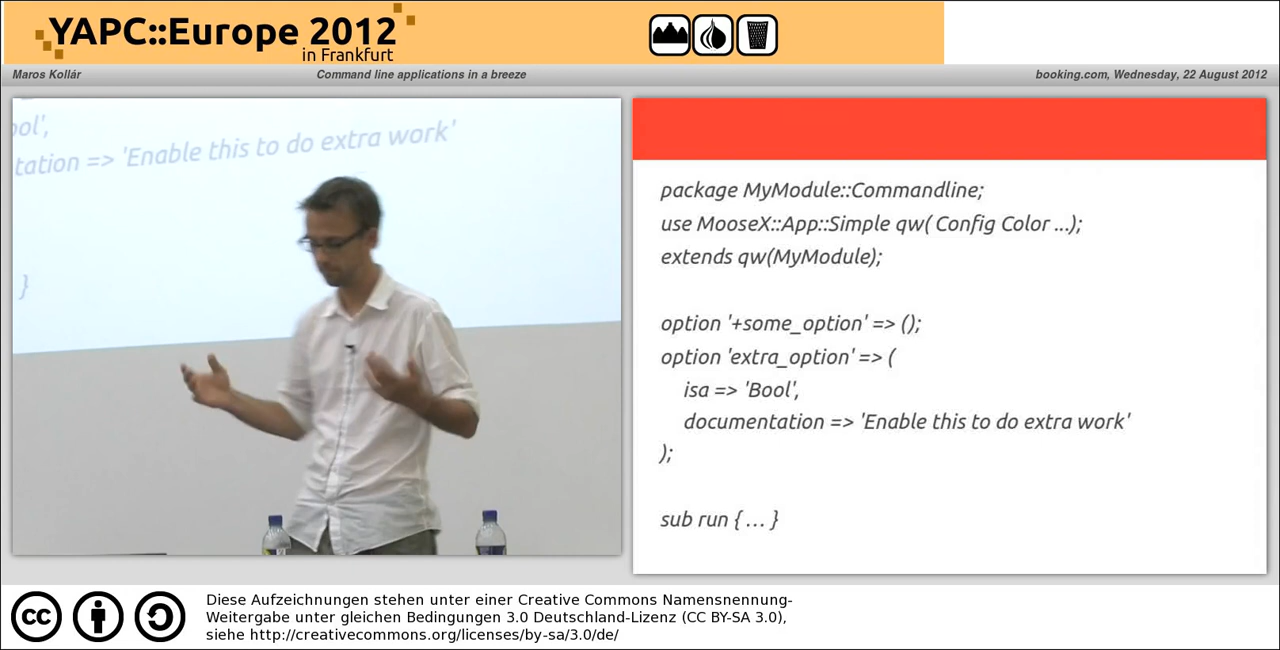 YAPC::Europe 2012
in Frankfurt
Maros Kollár
Command line applications in a breeze
booking.com, Wednesday, 22 August 2012
ool',
tation => 'Enable this to do extra work'
}
package MyModule::Commandline;
use MooseX::App::Simple qw( Config Color ...);
extends qw(MyModule);
option '+some_option' => ();
option 'extra_option' => (
isa => 'Bool',
documentation => 'Enable this to do extra work'
);
sub run { … }
cc
Diese Aufzeichnungen stehen unter einer Creative Commons Namensnennung-
Weitergabe unter gleichen Bedingungen 3.0 Deutschland-Lizenz (CC BY-SA 3.0),
siehe http://creativecommons.org/licenses/by-sa/3.0/de/